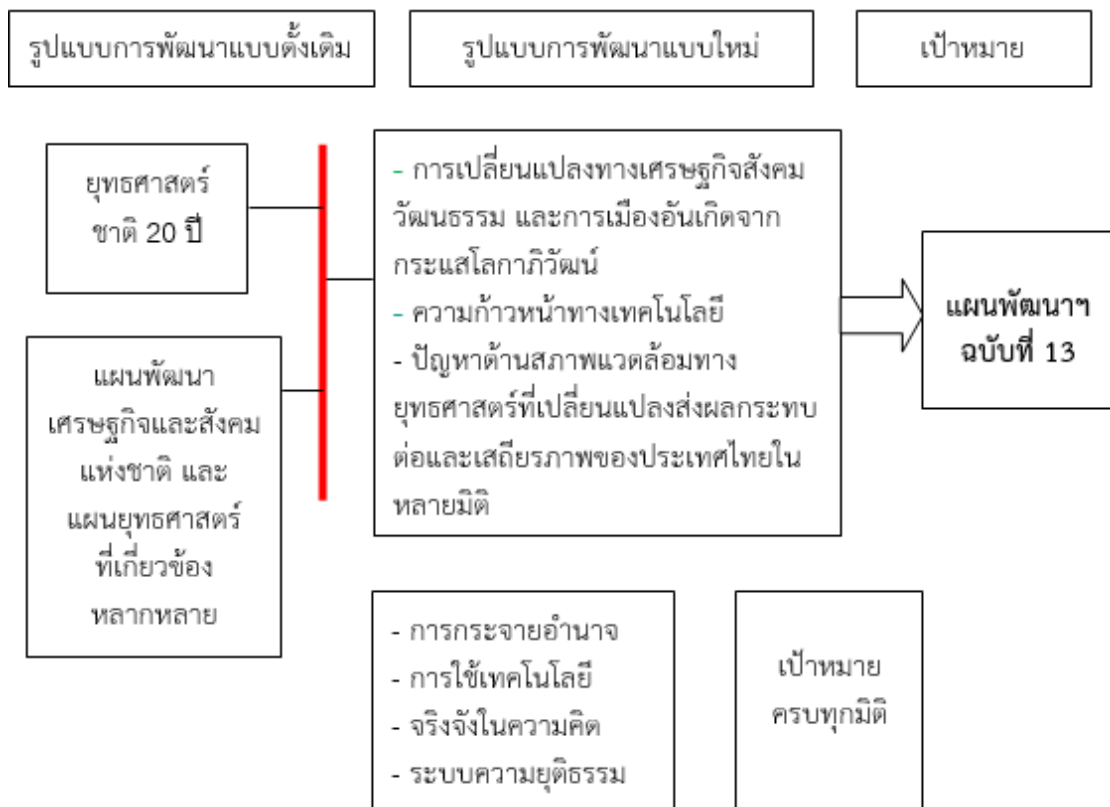 รูปแบบการพัฒนาแบบดั้งเดิม
รูปแบบการพัฒนาแบบใหม่
เป้าหมาย
ยุทธศาสตร์
ชาติ 20 ปี
แผนพัฒนา
เศรษฐกิจและสังคม
แห่งชาติ และ
แผนยุทธศาสตร์
ที่เกี่ยวข้อง
หลากหลาย
- การเปลี่ยนแปลงทางเศรษฐกิจสังคม
วัฒนธรรม และการเมืองอันเกิดจาก
กระแสโลกาภิวัฒน์
- ความก้าวหน้าทางเทคโนโลยี
- ปัญหาด้านสภาพแวดล้อมทาง
ยุทธศาสตร์ที่เปลี่ยนแปลงส่งผลกระทบ
ต่อและเสถียรภาพของประเทศไทยใน
หลายมิติ
แผนพัฒนาฯ
ฉบับที่ 13
- การกระจายอำนาจ
- การใช้เทคโนโลยี
- จริงจังในความคิด
- ระบบความยุติธรรม
เป้าหมาย
ครบทุกมิติ